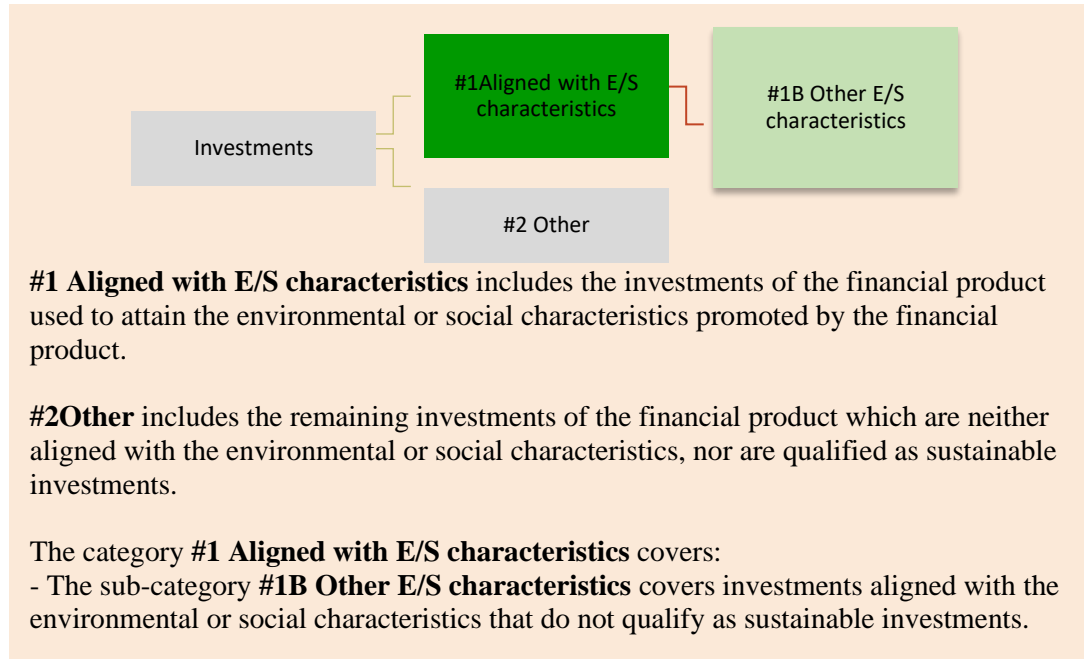 #1Aligned with E/S
characteristics
#1B Other E/S
characteristics
Investments
#2 Other
#1 Aligned with E/S characteristics includes the investments of the financial product
used to attain the environmental or social characteristics promoted by the financial
product.
#2Other includes the remaining investments of the financial product which are neither
aligned with the environmental or social characteristics, nor are qualified as sustainable
investments.
The category #1 Aligned with E/S characteristics covers:
- The sub-category #1B Other E/S characteristics covers investments aligned with the
environmental or social characteristics that do not qualify as sustainable investments.